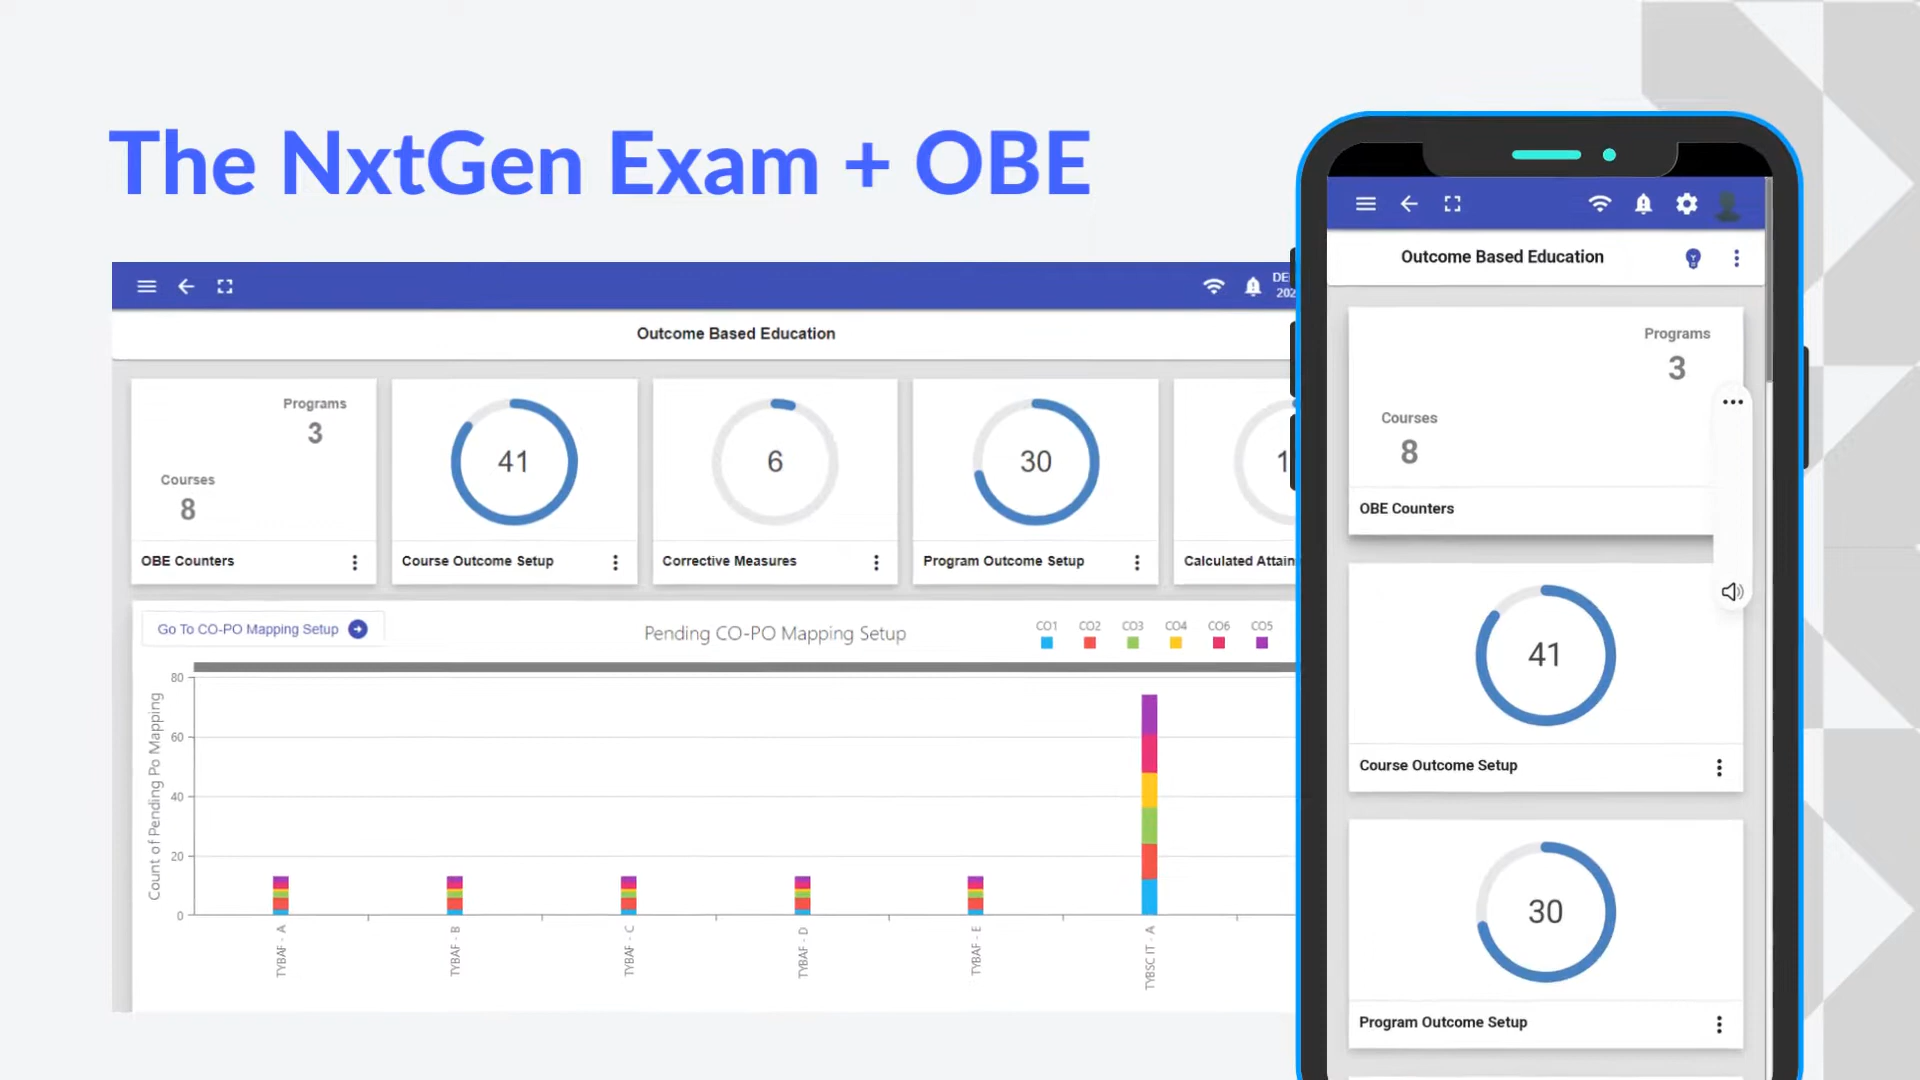 The NxtGen Exam + OBE
Outcome Based Education
Programs
3
Courses
8
OBE Counters
41
Course Outcome Setup
6
Corrective Measures
30
Program Outcome Setup
Go To CO-PO Mapping Setup
Pending CO-PO Mapping Setup
CO1 CO2 CO3 CO4 CO6 CO5
Count of Pending Po Mapping
80
60
40
20
0
TYBAF - A
TYBAF - B
TYBAF - C
TYBAF - D
TYBAF - E
TYBSC IT - A
Calculated
Outcome Based Education
Programs
3
Courses
8
OBE Counters
41
Course Outcome Setup
30
Program Outcome Setup